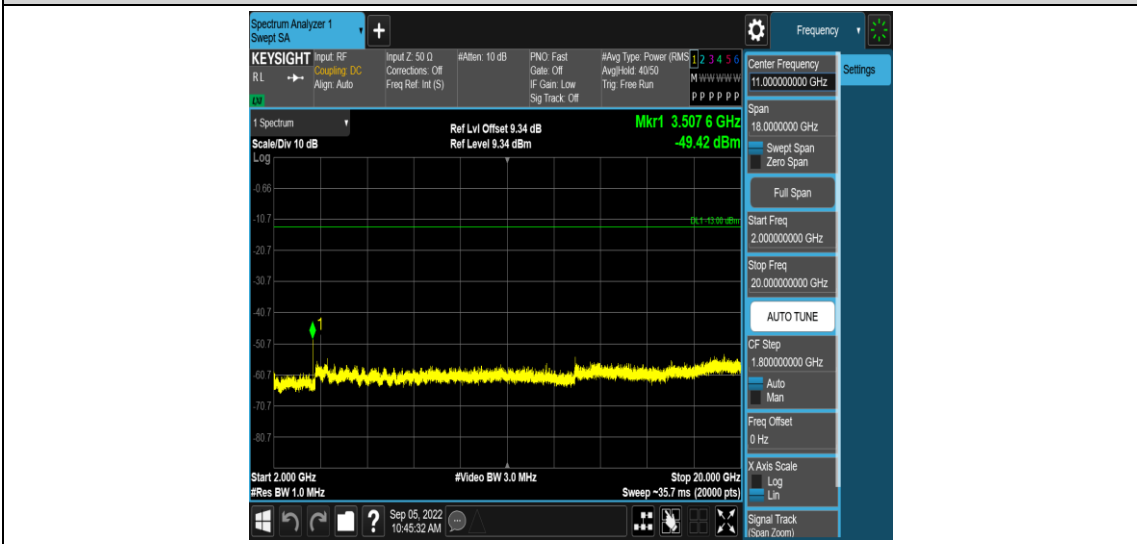 Spectrum Analyzer 1
Swept SA
+
Frequency
KEYSIGHT
RL
LXI
Input: RF
Coupling: DC
Align: Auto
Input Z: 50 Ω
Corrections: Off
Freq Ref: Int (S)
#Atten: 10 dB
PNO: Fast
Gate: Off
IF Gain: Low
Sig Track: Off
#Avg Type: Power (RMS
Avg|Hold: 40/50
Trig: Free Run
1 2 3 4 5 6
M W W W W W
P P P P P P
1 Spectrum
Scale/Div 10 dB
Log
Ref Lvl Offset 9.34 dB
Ref Level 9.34 dBm
Mkr1 3.507 6 GHz
-49.42 dBm
-0.66
-10.7
DL1 -13.00 dBm
-20.7
-30.7
-40.7
1
-50.7
-60.7
-70.7
-80.7
Start 2.000 GHz
#Video BW 3.0 MHz
Stop 20.000 GHz
#Res BW 1.0 MHz
Sweep ~35.7 ms (20000 pts)
Center Frequency
11.000000000 GHz
Settings
Span
18.0000000 GHz
Swept Span
Zero Span
Full Span
Start Freq
2.000000000 GHz
Stop Freq
20.000000000 GHz
AUTO TUNE
CF Step
1.800000000 GHz
Auto
Man
Freq Offset
0 Hz
X Axis Scale
Log
Lin
Signal Track
(Span Zoom)
?
Sep 05, 2022
10:45:32 AM